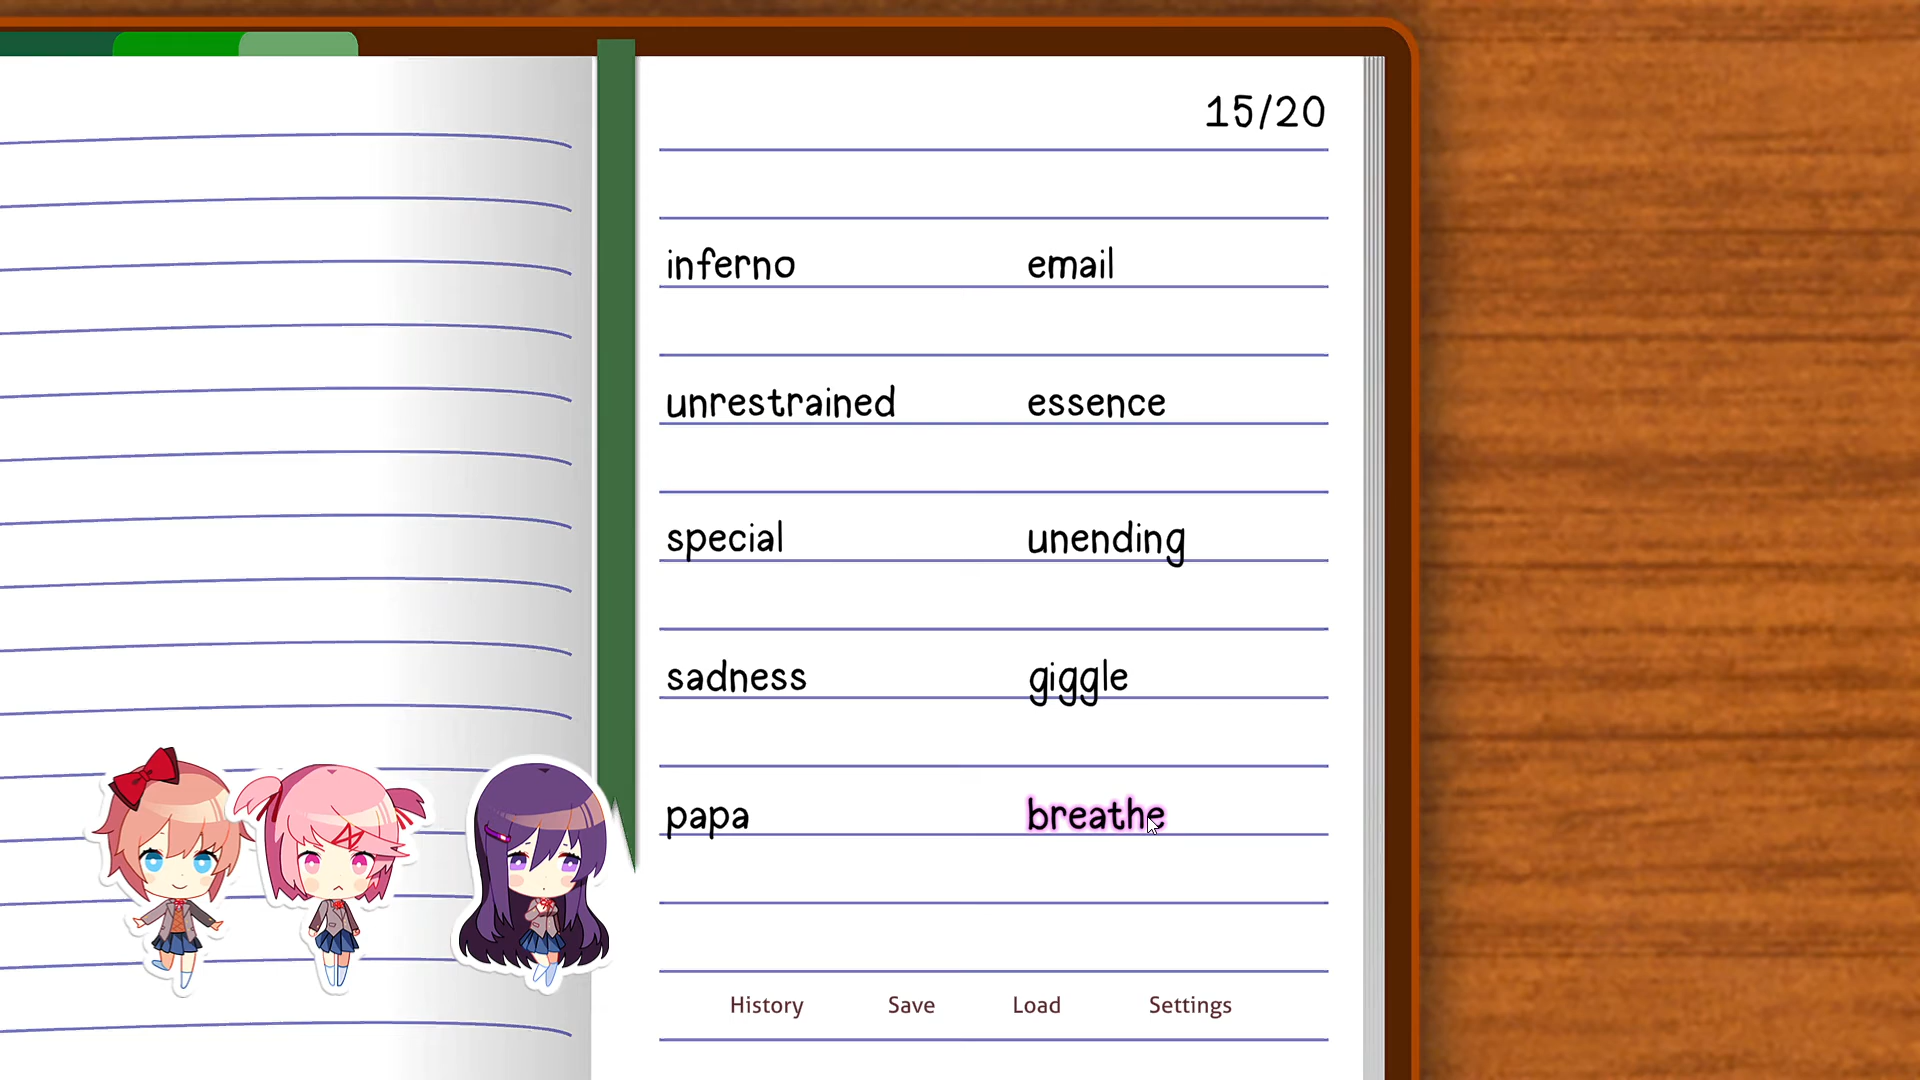 15/20
inferno email
unrestrained essence
special unending
sadness giggle
papa breathe
History Save Load Settings